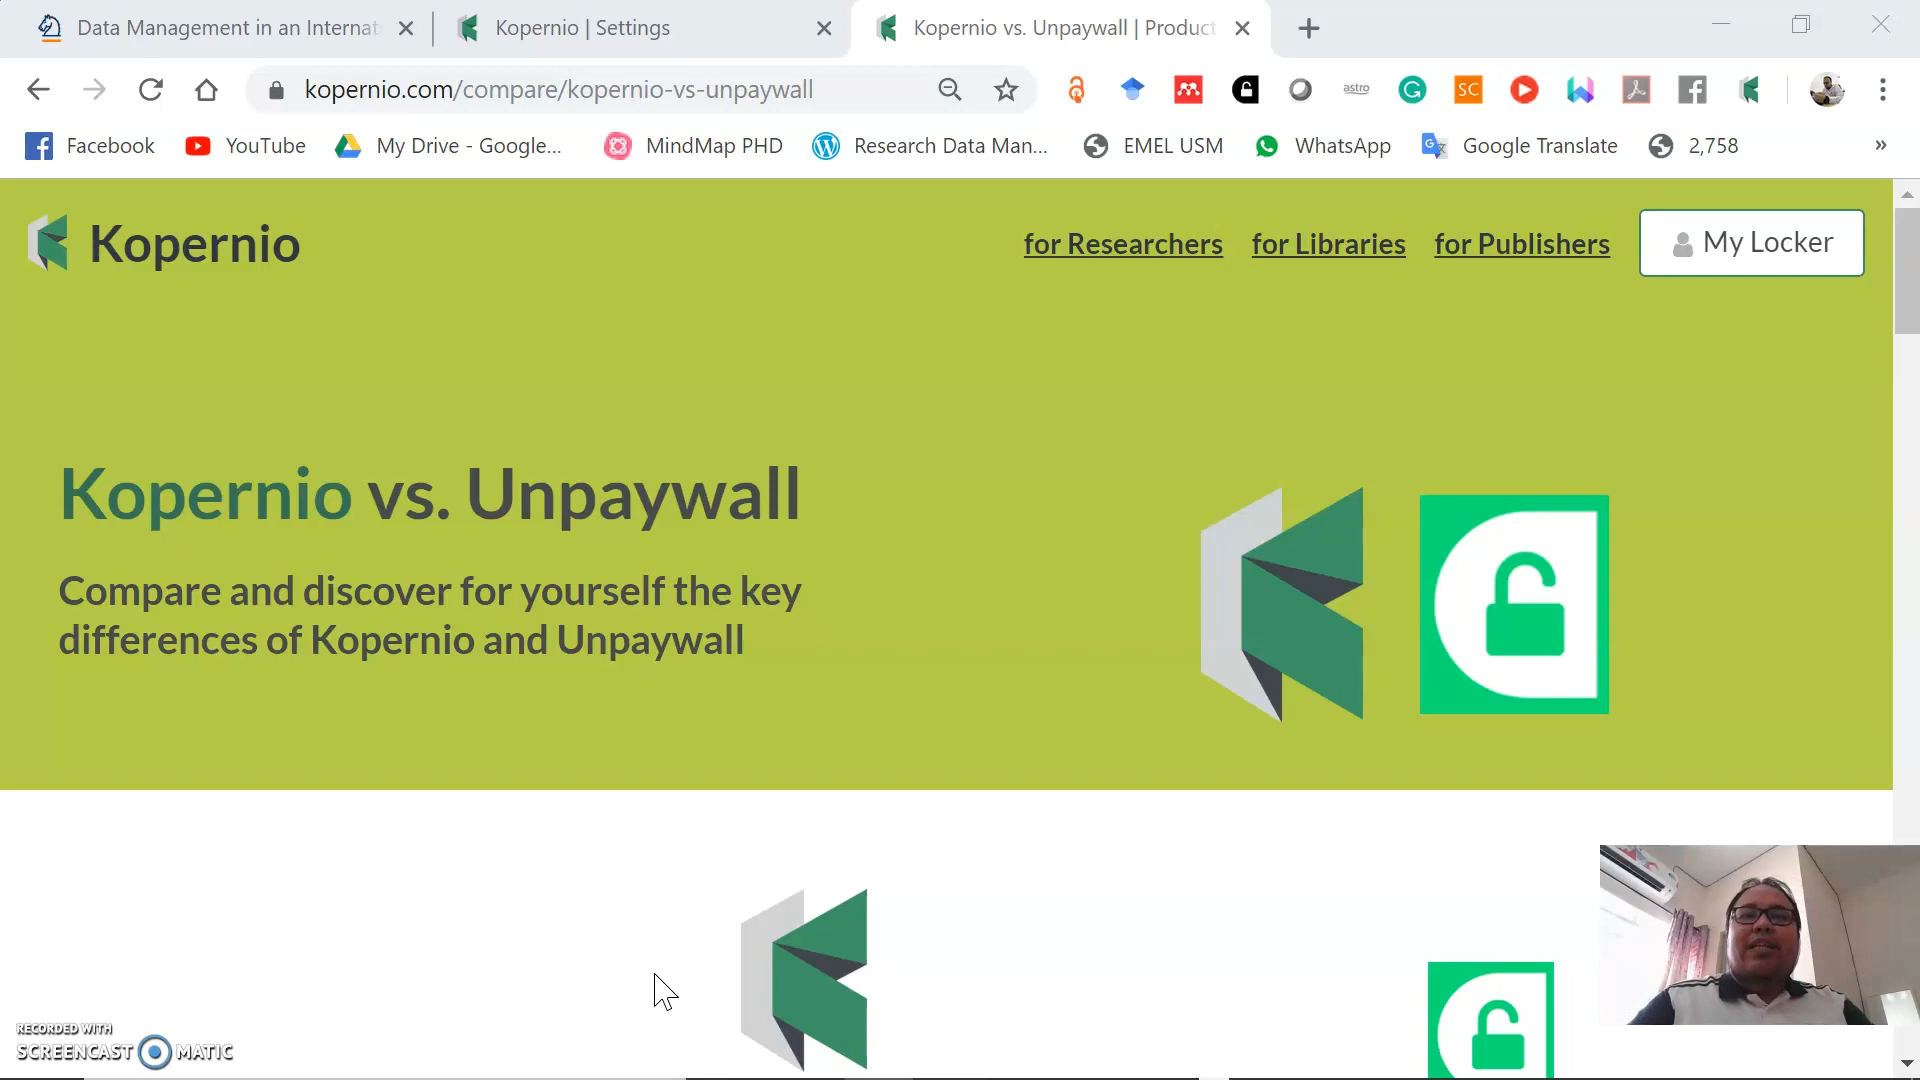 Data Management in an Internat
Kopernio | Settings
Kopernio vs. Unpaywall | Product
kopernio.com/compare/kopernio-vs-unpaywall
astro
G
SC
Facebook
YouTube
My Drive - Google...
MindMap PHD
Research Data Man...
EMEL USM
WhatsApp
Google Translate
2,758
»
Kopernio
for Researchers
for Libraries
for Publishers
My Locker
Kopernio vs. Unpaywall
Compare and discover for yourself the key
differences of Kopernio and Unpaywall
RECORDED WITH
SCREENCAST MATIC